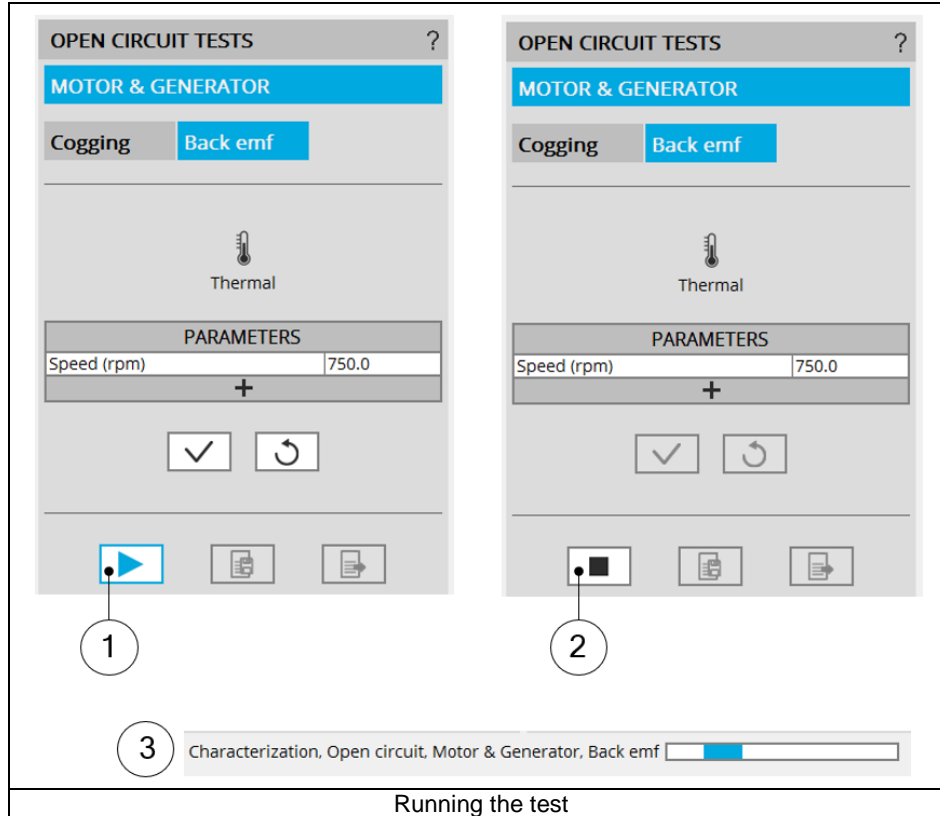 OPEN CIRCUIT TESTS ?
MOTOR & GENERATOR
Cogging Back emf
Thermal
PARAMETERS
Speed (rpm) 750.0
+
1
OPEN CIRCUIT TESTS ?
MOTOR & GENERATOR
Cogging Back emf
Thermal
PARAMETERS
Speed (rpm) 750.0
+
2
3 Characterization, Open circuit, Motor & Generator, Back emf
Running the test